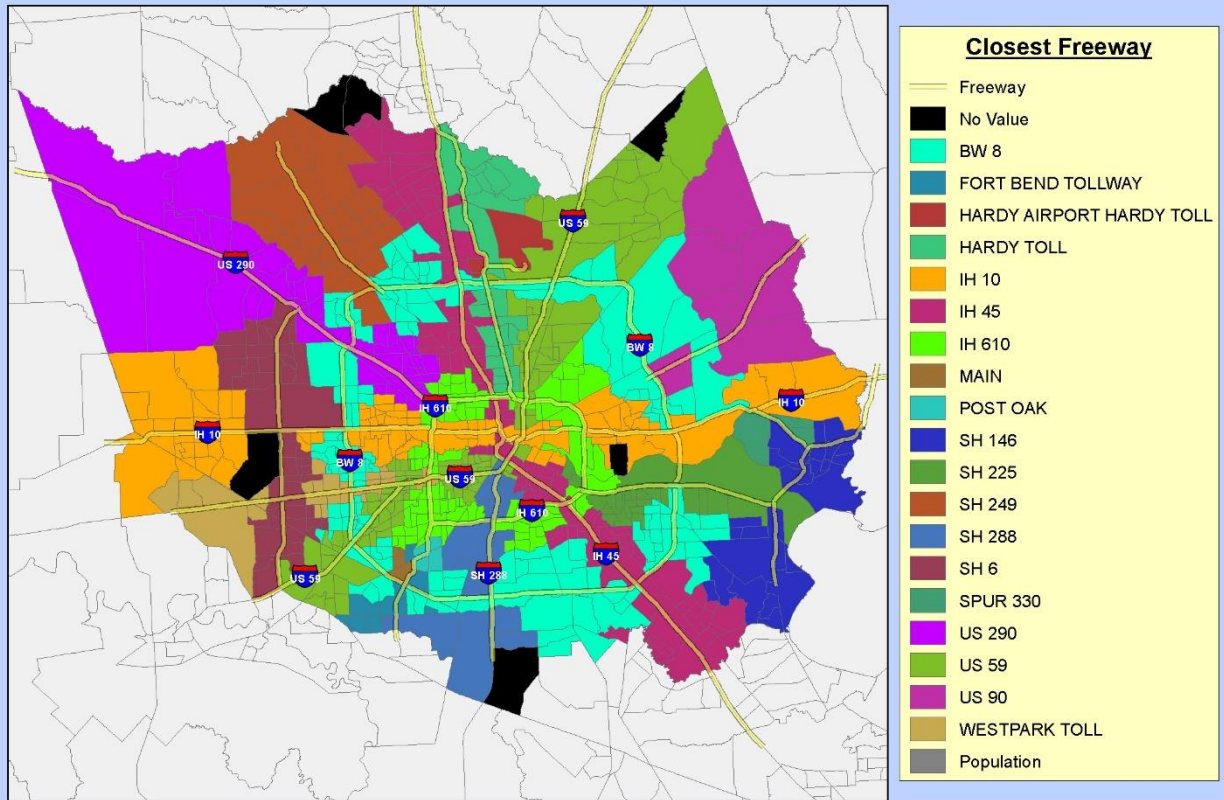 Closest Freeway
Freeway
No Value
BW 8
FORT BEND TOLLWAY
HARDY AIRPORT HARDY TOLL
HARDY TOLL
IH 10
IH 45
IH 610
MAIN
POST OAK
SH 146
SH 225
SH 249
SH 288
SH 6
SPUR 330
US 290
US 59
US 90
WESTPARK TOLL
Population
US 59
US 290
BW 8
IH 610
IH 10
IH 10
BW 8
US 59
IH 610
IH 45
US 59
SH 288